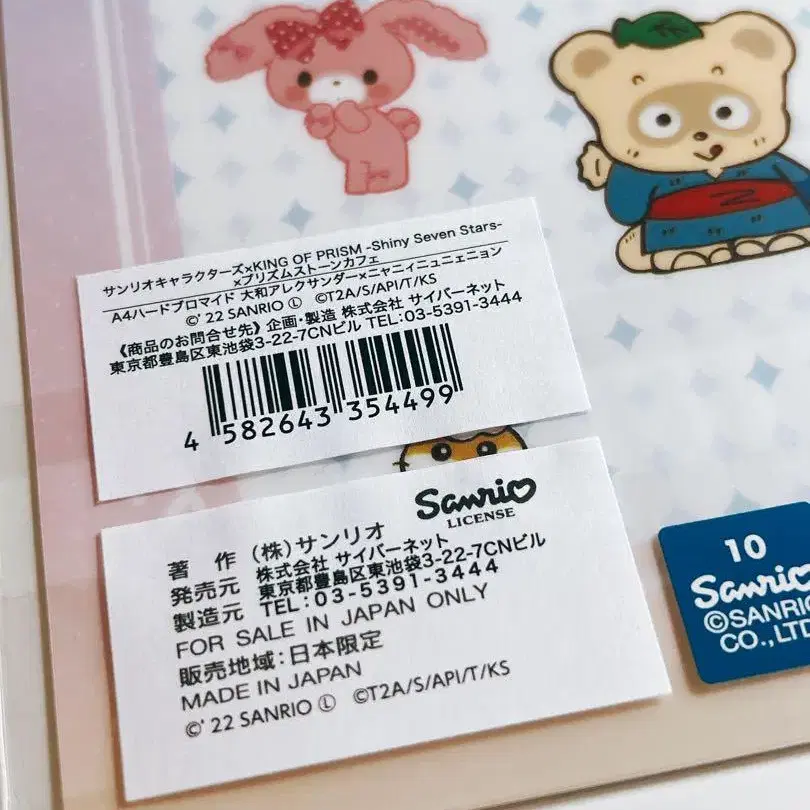 サンリオキャラクターズ×KING OF PRISM -Shiny Seven Stars-
×プリズムストーンカフェ
A4ハードブロマイド 大和アレクサンダー×ニャニィニュニェニョン
©'22 SANRIO Ⓛ ©T2A/S/API/T/KS
《商品のお問合せ先》企画・製造 株式会社 サイバーネット
東京都豊島区東池袋3-22-7CNビル TEL:03-5391-3444
4 582643 354499
Sanrio
LICENSE
著 作 (株)サンリオ
発売元 株式会社 サイバーネット
製造元 東京都豊島区東池袋3-22-7CNビル
TEL:03-5391-3444
FOR SALE IN JAPAN ONLY
販売地域:日本限定
MADE IN JAPAN
©'22 SANRIO Ⓛ ©T2A/S/API/T/KS
10
Sanrio
©SANRIO
CO.,LTD